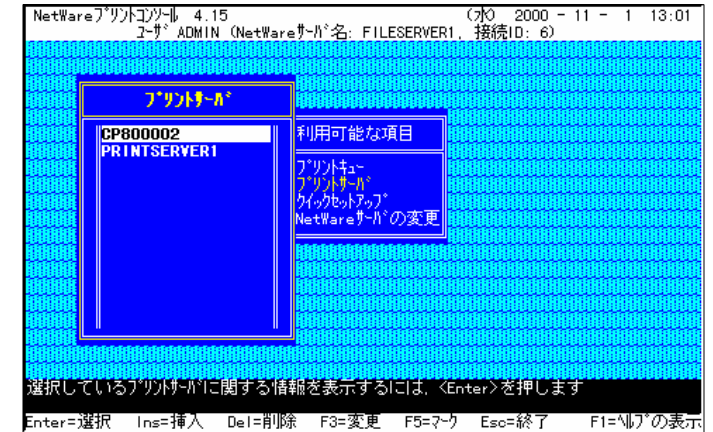 NetWareﾌﾟﾘﾝﾄｺﾝｿｰﾙ 4.15 (水) 2000 - 11 - 1 13:01
ﾕｰｻﾞ ADMIN (NetWareｻｰﾊﾞ名: FILESERVER1, 接続ID: 6)
ﾌﾟﾘﾝﾄｻｰﾊﾞ
CP800002
PRINTSERVER1
利用可能な項目
ﾌﾟﾘﾝﾄｷｭｰ
ﾌﾟﾘﾝﾄｻｰﾊﾞ
ｸｲｯｸｾｯﾄｱｯﾌﾟ
NetWareｻｰﾊﾞの変更
選択しているﾌﾟﾘﾝﾄｻｰﾊﾞに関する情報を表示するには, <Enter>を押します
Enter=選択 Ins=挿入 Del=削除 F3=変更 F5=ﾏｰｸ Esc=終了 F1=ﾍﾙﾌﾟの表示